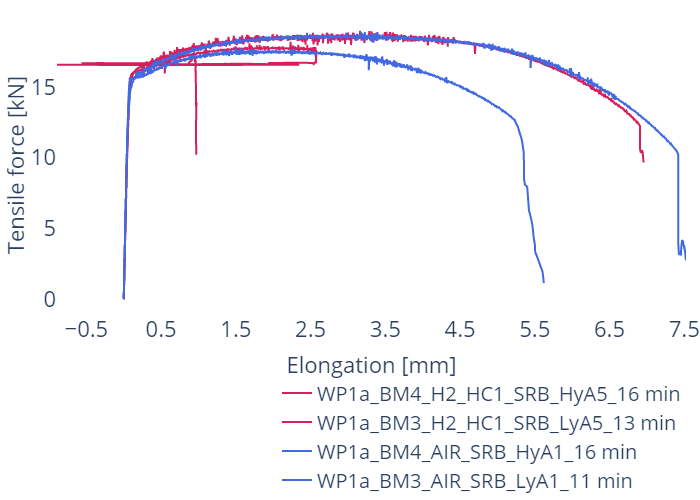 Tensile force [kN]
15
10
5
0
−0.5 0.5 1.5 2.5 3.5 4.5 5.5 6.5 7.5
Elongation [mm]
WP1a_BM4_H2_HC1_SRB_HyA5_16 min
WP1a_BM3_H2_HC1_SRB_LyA5_13 min
WP1a_BM4_AIR_SRB_HyA1_16 min
WP1a_BM3_AIR_SRB_LyA1_11 min